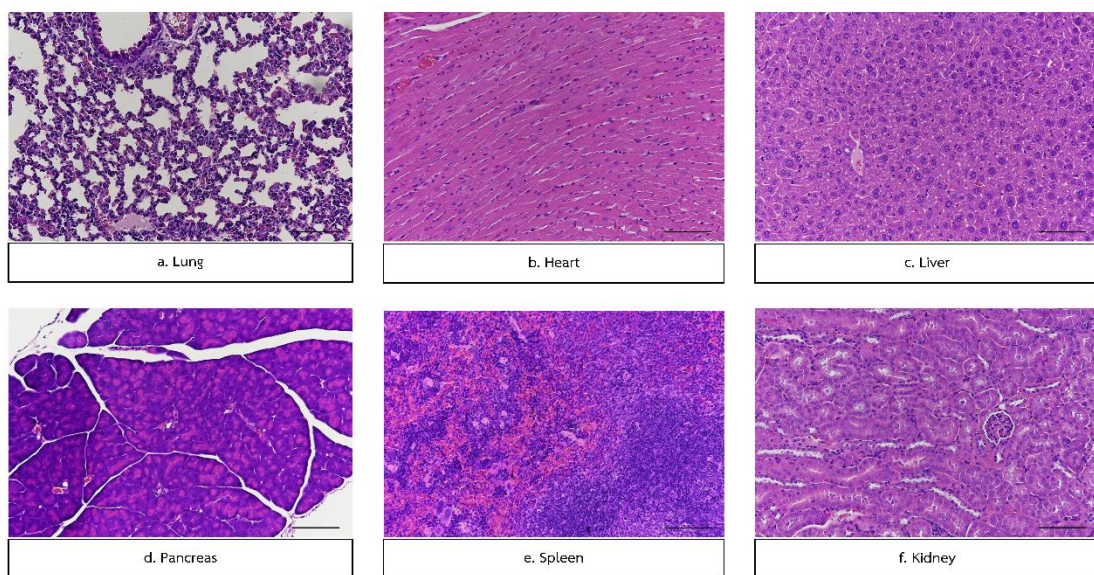 a. Lung
b. Heart
c. Liver
d. Pancreas
e. Spleen
f. Kidney